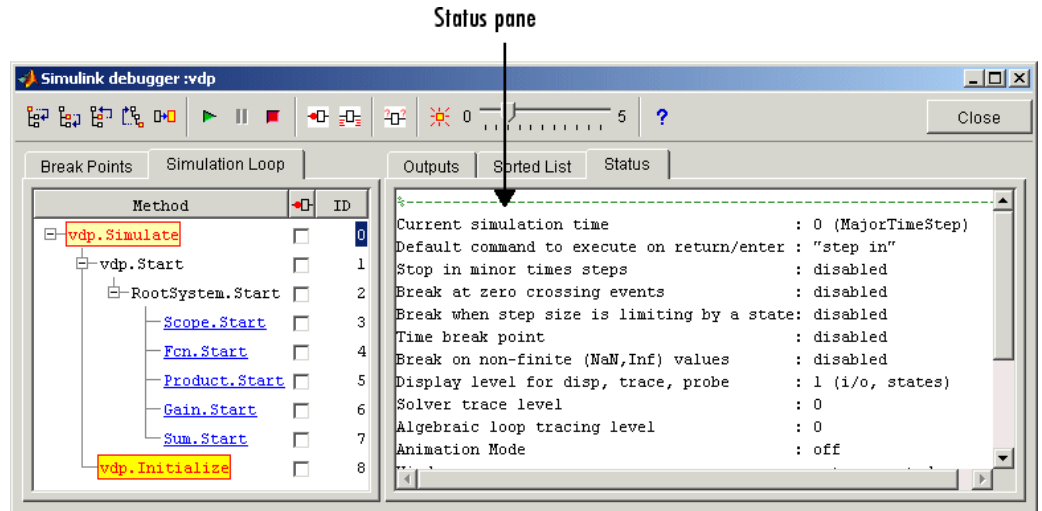 Status pane
Simulink debugger :vdp
0 5 ? Close
Break Points Simulation Loop Outputs Sorted List Status
Method ID
vdp.Simulate 0
vdp.Start 1
RootSystem.Start 2
Scope.Start 3
Fcn.Start 4
Product.Start 5
Gain.Start 6
Sum.Start 7
vdp.Initialize 8
%----------------------------------------------------------------
Current simulation time : 0 (MajorTimeStep)
Default command to execute on return/enter : "step in"
Stop in minor times steps : disabled
Break at zero crossing events : disabled
Break when step size is limiting by a state: disabled
Time break point : disabled
Break on non-finite (NaN,Inf) values : disabled
Display level for disp, trace, probe : 1 (i/o, states)
Solver trace level : 0
Algebraic loop tracing level : 0
Animation Mode : off